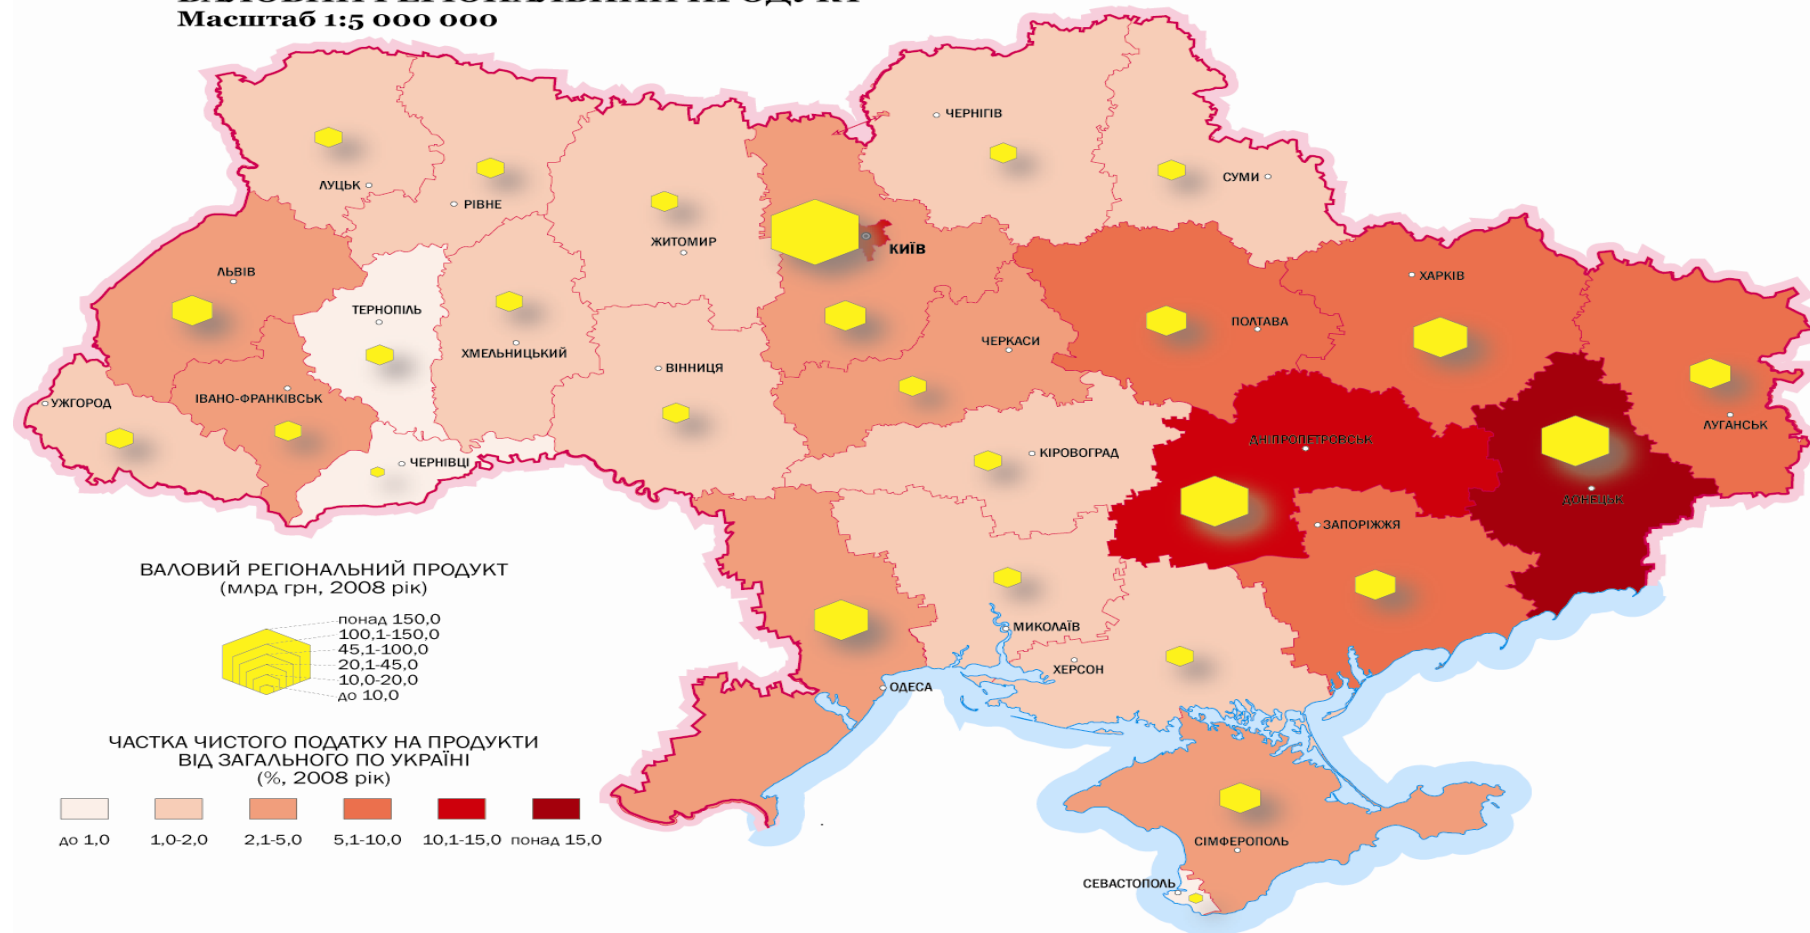 ВАЛОВИЙ РЕГІОНАЛЬНИЙ ПРОДУКТ
Масштаб 1:5 000 000
ЧЕРНІГІВ
СУМИ
ЛУЦЬК
РІВНЕ
ЖИТОМИР
КИЇВ
ЛЬВІВ
ХАРКІВ
ТЕРНОПІЛЬ
ПОЛТАВА
ЧЕРКАСИ
ХМЕЛЬНИЦЬКИЙ
ВІННИЦЯ
УЖГОРОД
ІВАНО-ФРАНКІВСЬК
ЛУГАНСЬК
ДНІПРОПЕТРОВСЬК
КІРОВОГРАД
ЧЕРНІВЦІ
ДОНЕЦЬК
ЗАПОРІЖЖЯ
МИКОЛАЇВ
ХЕРСОН
ОДЕСА
СІМФЕРОПОЛЬ
СЕВАСТОПОЛЬ
ВАЛОВИЙ РЕГІОНАЛЬНИЙ ПРОДУКТ
(млрд грн, 2008 рік)
понад 150,0
100,1-150,0
45,1-100,0
20,1-45,0
10,0-20,0
до 10,0
ЧАСТКА ЧИСТОГО ПОДАТКУ НА ПРОДУКТИ
ВІД ЗАГАЛЬНОГО ПО УКРАЇНІ
(%, 2008 рік)
до 1,0 1,0-2,0 2,1-5,0 5,1-10,0 10,1-15,0 понад 15,0